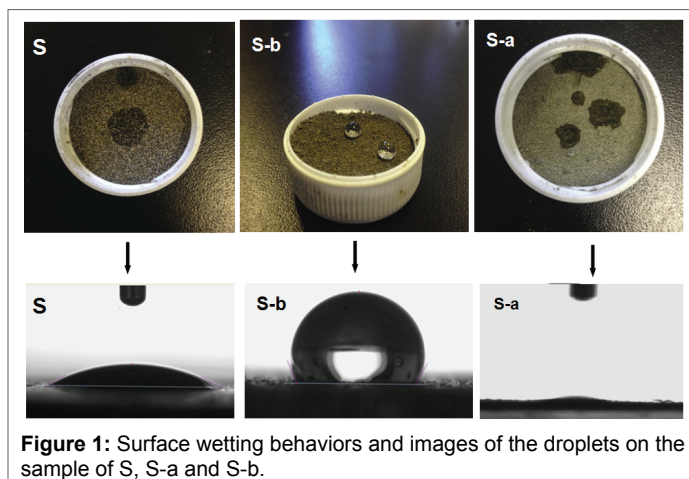 S
S-b
S-a
S
S-b
S-a
Figure 1: Surface wetting behaviors and images of the droplets on the
sample of S, S-a and S-b.